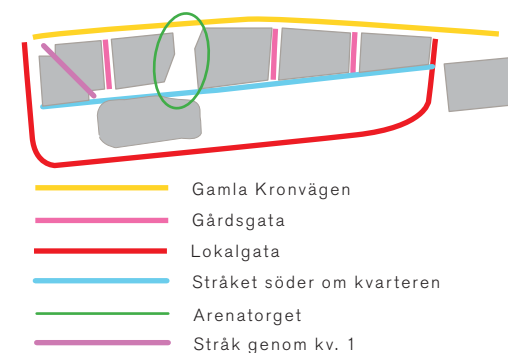 Gamla Kronvägen
Gårdsgata
Lokalgata
Stråket söder om kvarteren
Arenatorget
Stråk genom kv. 1